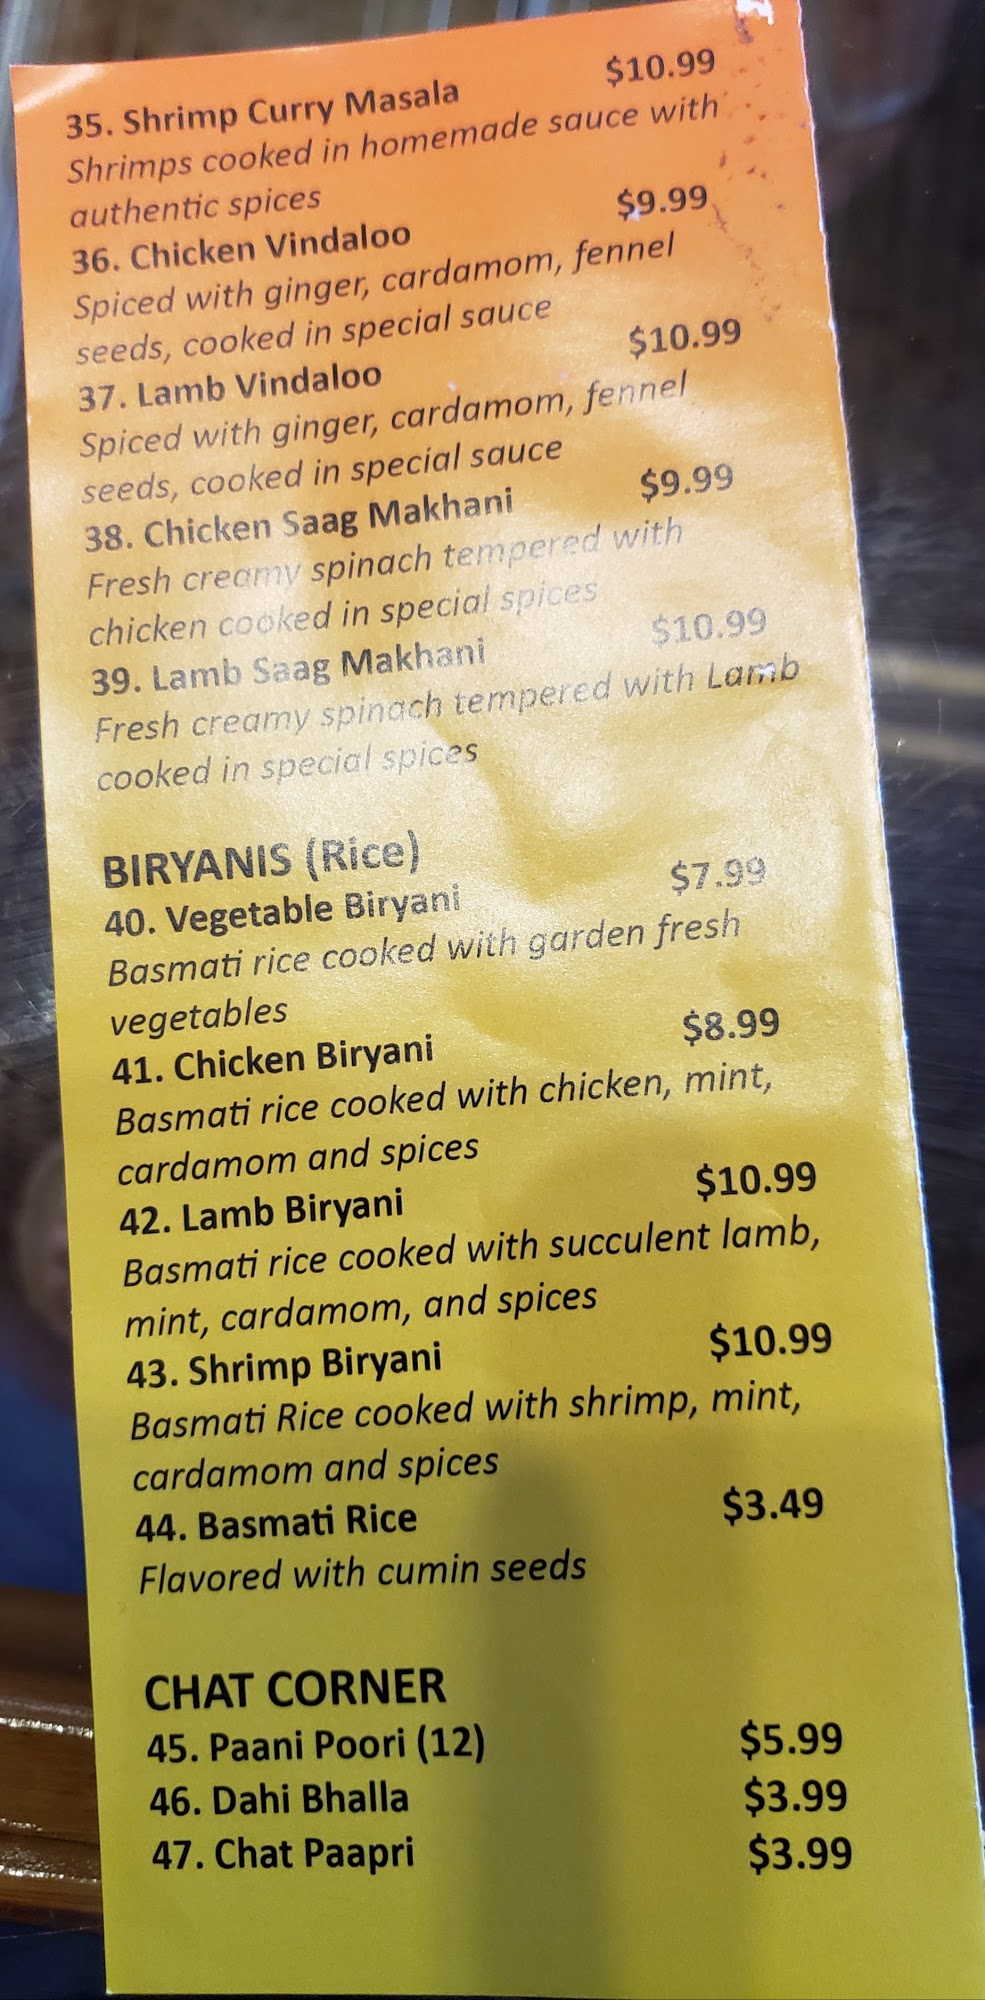 35. Shrimp Curry Masala $10.99
Shrimps cooked in homemade sauce with
authentic spices
36. Chicken Vindaloo $9.99
Spiced with ginger, cardamom, fennel
seeds, cooked in special sauce
37. Lamb Vindaloo $10.99
Spiced with ginger, cardamom, fennel
seeds, cooked in special sauce
38. Chicken Saag Makhani $9.99
Fresh creamy spinach tempered with
chicken cooked in special spices
39. Lamb Saag Makhani $10.99
Fresh creamy spinach tempered with Lamb
cooked in special spices
BIRYANIS (Rice)
40. Vegetable Biryani $7.99
Basmati rice cooked with garden fresh
vegetables
41. Chicken Biryani $8.99
Basmati rice cooked with chicken, mint,
cardamom and spices
42. Lamb Biryani $10.99
Basmati rice cooked with succulent lamb,
mint, cardamom, and spices
43. Shrimp Biryani $10.99
Basmati Rice cooked with shrimp, mint,
cardamom and spices
44. Basmati Rice $3.49
Flavored with cumin seeds
CHAT CORNER
45. Paani Poori (12) $5.99
46. Dahi Bhalla $3.99
47. Chat Paapri $3.99